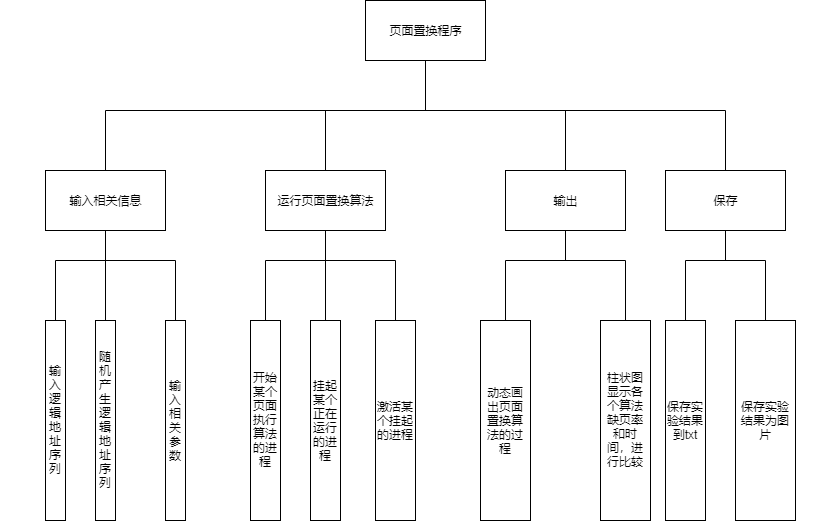 页面置换程序
输入相关信息
运行页面置换算法
输出
保存
输入逻辑地址序列
随机产生逻辑地址序列
输入相关参数
开始
某个
页面
执行
算法
的进
程
挂起
某个
正在
运行
的进
程
激活某
个挂起
的进程
动态画
出页面
置换算
法的过
程
柱状图
显示各
个算法
缺页率
和时
间，进
行比较
保存实
验结果
到txt
保存实验
结果为图
片